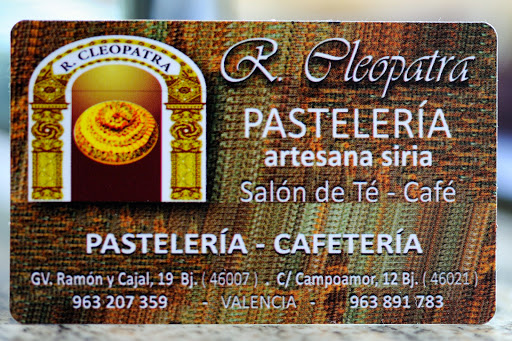 R. CLEOPATRA
R. Cleopatra
PASTELERÍA
artesana siria
Salón de Té - Café
PASTELERÍA - CAFETERÍA
GV. Ramón y Cajal, 19 Bj. ( 46007 ) . C/ Campoamor, 12 Bj. ( 46021 )
963 207 359 - VALENCIA - 963 891 783